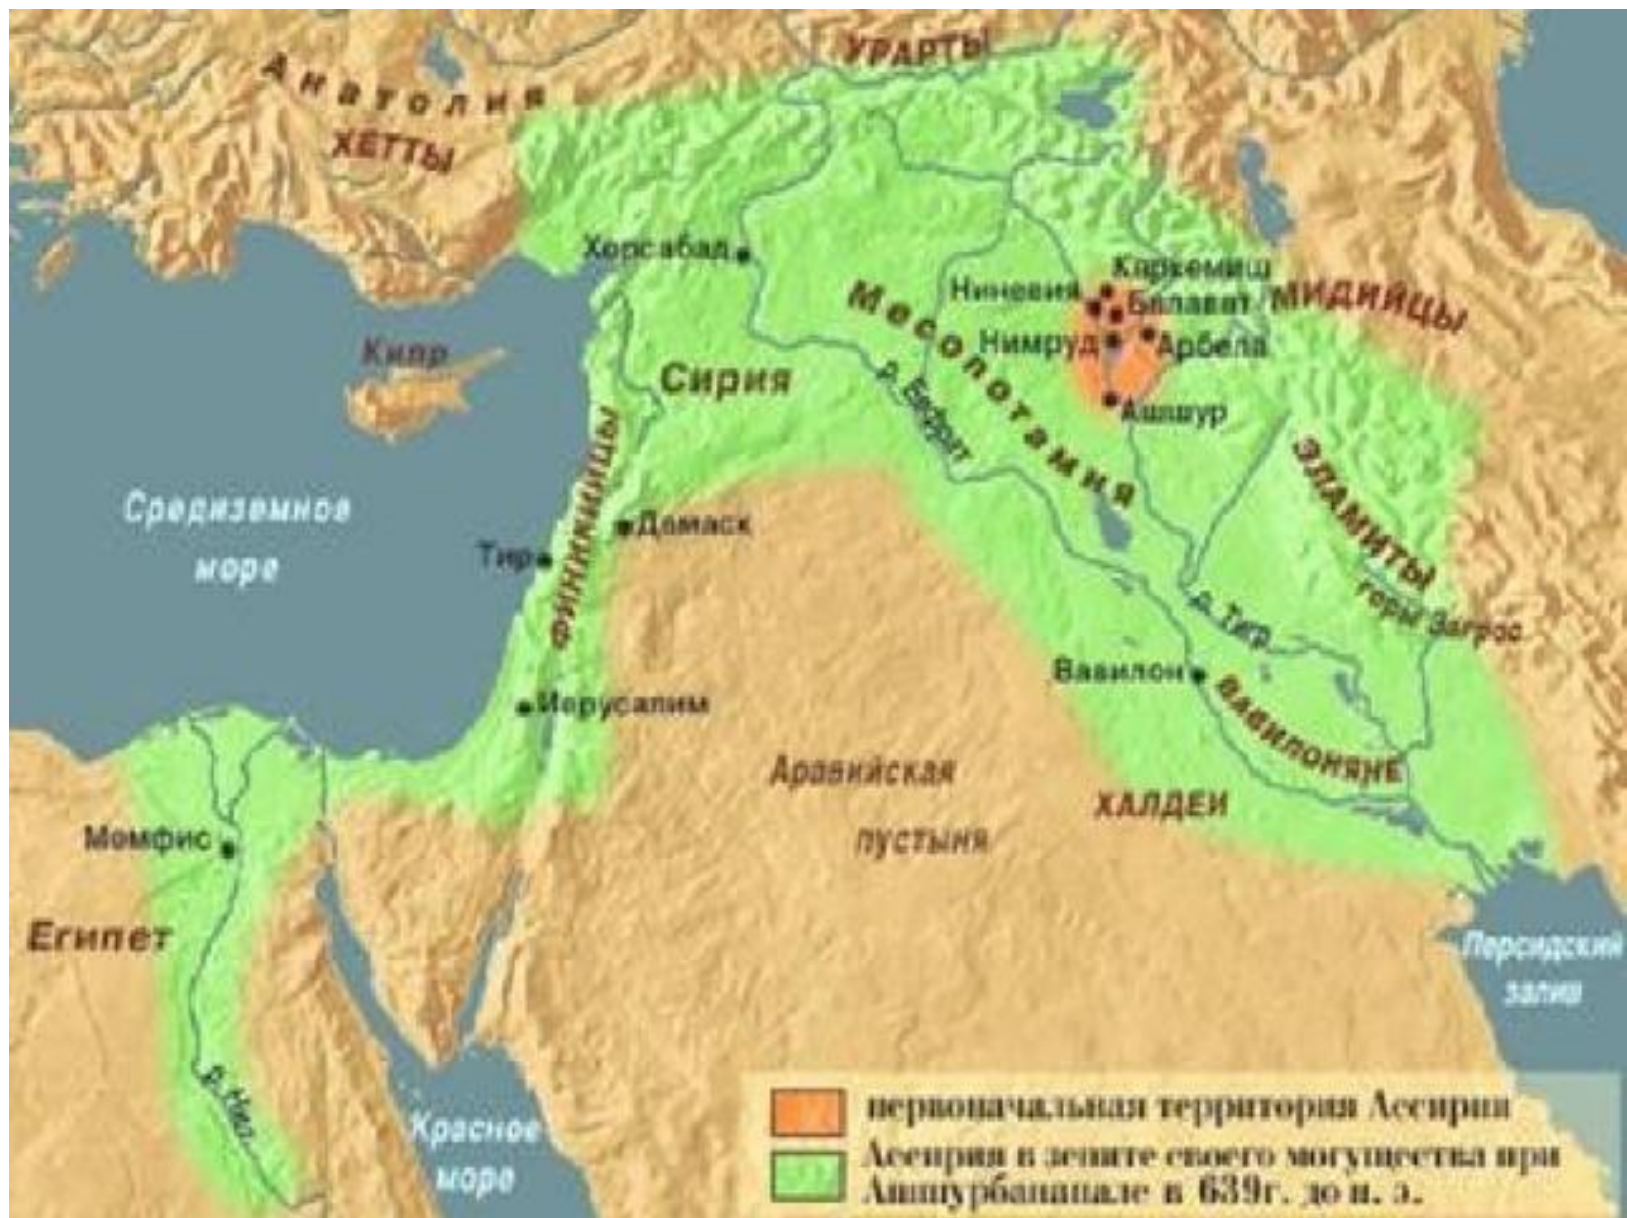 УРАРТЫ
Анатолия
ХЕТТЫ
Хорсабад
Каркемиш
Ниневия
Балават
МИДИЙЦЫ
Месопотамия
Нимруд
Арбела
Кипр
Сирия
р. Евфрат
Ашшур
ФИНИКИЙЦЫ
ЭЛАМИТЫ
Средиземное
море
Дамаск
Тир
горы Загрос
р. Тигр
Вавилон
Иерусалим
ВАВИЛОНЯНЕ
Аравийская
пустыня
ХАЛДЕИ
Мемфис
Египет
Персидский
залив
р. Нил
Красное
море
первоначальная территория Ассирии
Ассирия в зените своего могущества при
Ашшурбанапале в 639г. до н. э.